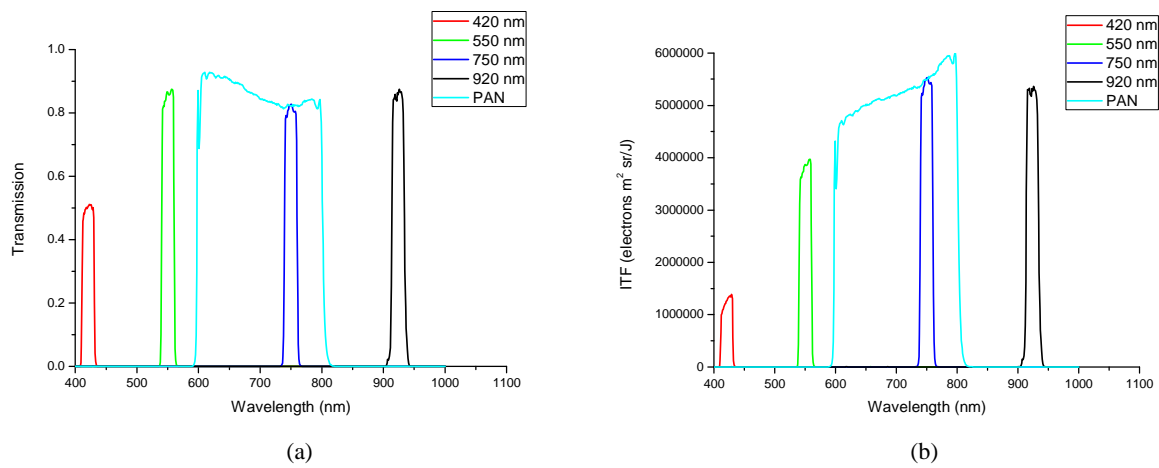 420 nm
550 nm
750 nm
920 nm
PAN
1.0
0.8
0.6
0.4
0.2
0.0
Transmission
400 500 600 700 800 900 1000 1100
Wavelength (nm)
(a)
420 nm
550 nm
750 nm
920 nm
PAN
6000000
5000000
4000000
3000000
2000000
1000000
0
ITF (electrons m² sr/J)
400 500 600 700 800 900 1000 1100
Wavelength (nm)
(b)